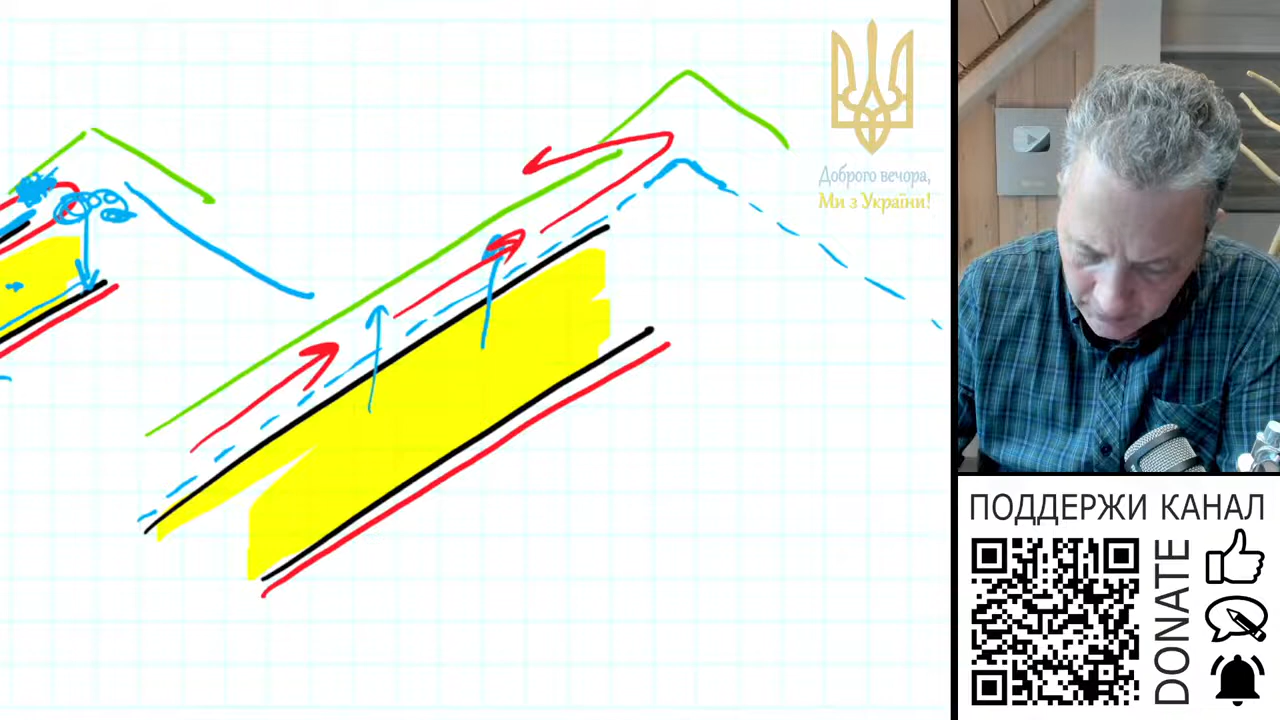 Доброго вечора,
Ми з України!
ПОДДЕРЖИ КАНАЛ
DONATE